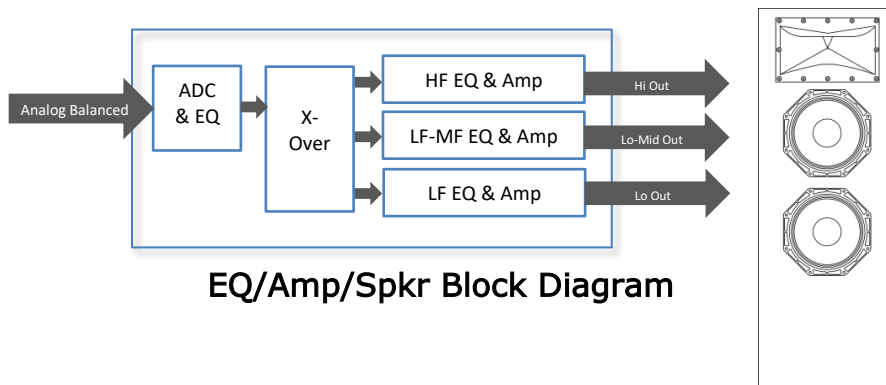 Analog Balanced
ADC
& EQ
X-
Over
HF EQ & Amp
Hi Out
LF-MF EQ & Amp
Lo-Mid Out
LF EQ & Amp
Lo Out
EQ/Amp/Spkr Block Diagram